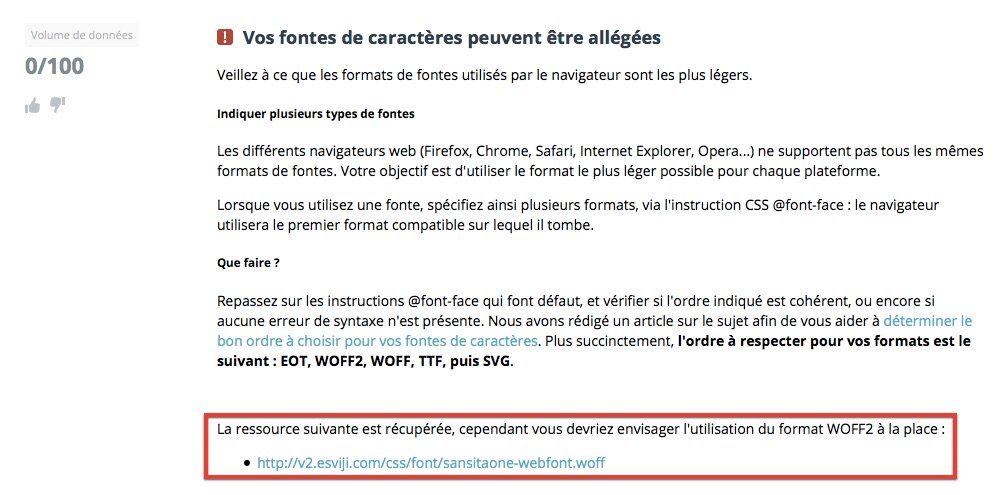 Volume de données
0/100
Vos fontes de caractères peuvent être allégées
Veillez à ce que les formats de fontes utilisés par le navigateur sont les plus légers.
Indiquer plusieurs types de fontes
Les différents navigateurs web (Firefox, Chrome, Safari, Internet Explorer, Opera...) ne supportent pas tous les mêmes
formats de fontes. Votre objectif est d'utiliser le format le plus léger possible pour chaque plateforme.
Lorsque vous utilisez une fonte, spécifiez ainsi plusieurs formats, via l'instruction CSS @font-face : le navigateur
utilisera le premier format compatible sur lequel il tombe.
Que faire ?
Repassez sur les instructions @font-face qui font défaut, et vérifier si l'ordre indiqué est cohérent, ou encore si
aucune erreur de syntaxe n'est présente. Nous avons rédigé un article sur le sujet afin de vous aider à déterminer le
bon ordre à choisir pour vos fontes de caractères. Plus succinctement, l'ordre à respecter pour vos formats est le
suivant : EOT, WOFF2, WOFF, TTF, puis SVG.
La ressource suivante est récupérée, cependant vous devriez envisager l'utilisation du format WOFF2 à la place :
• http://v2.esviji.com/css/font/sansitaone-webfont.woff